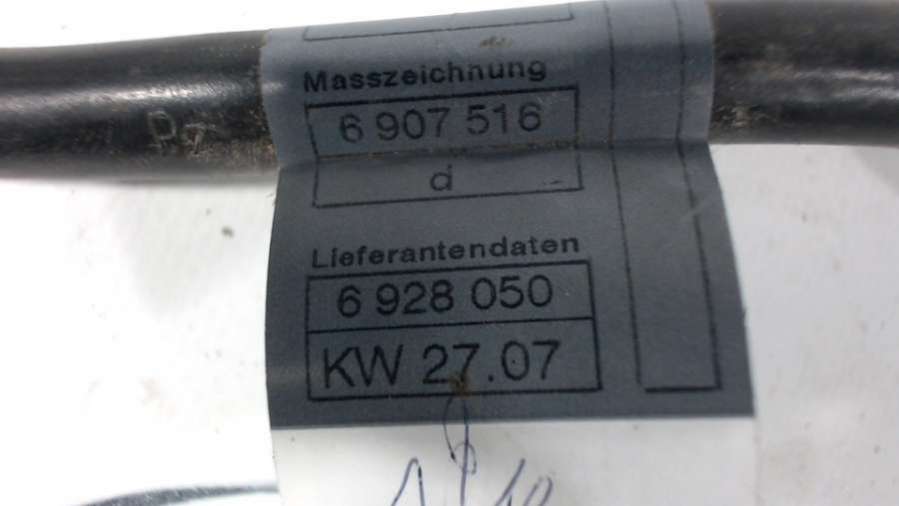 Masszeichnung
6 907 516
d
Lieferantendaten
6 928 050
KW 27.07